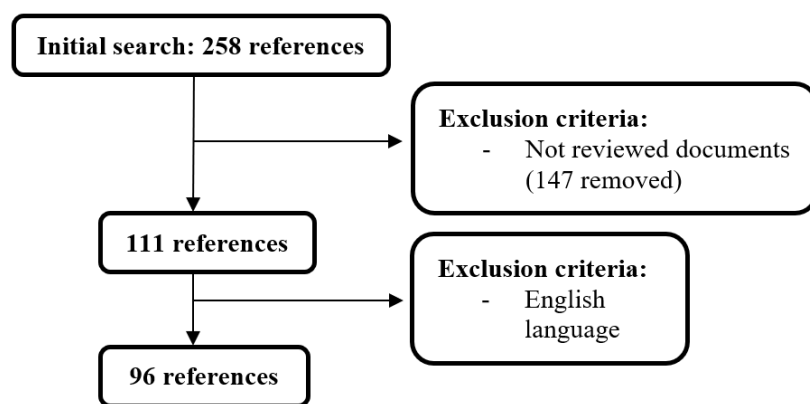 Initial search: 258 references
Exclusion criteria:
- Not reviewed documents
(147 removed)
111 references
Exclusion criteria:
- English
language
96 references